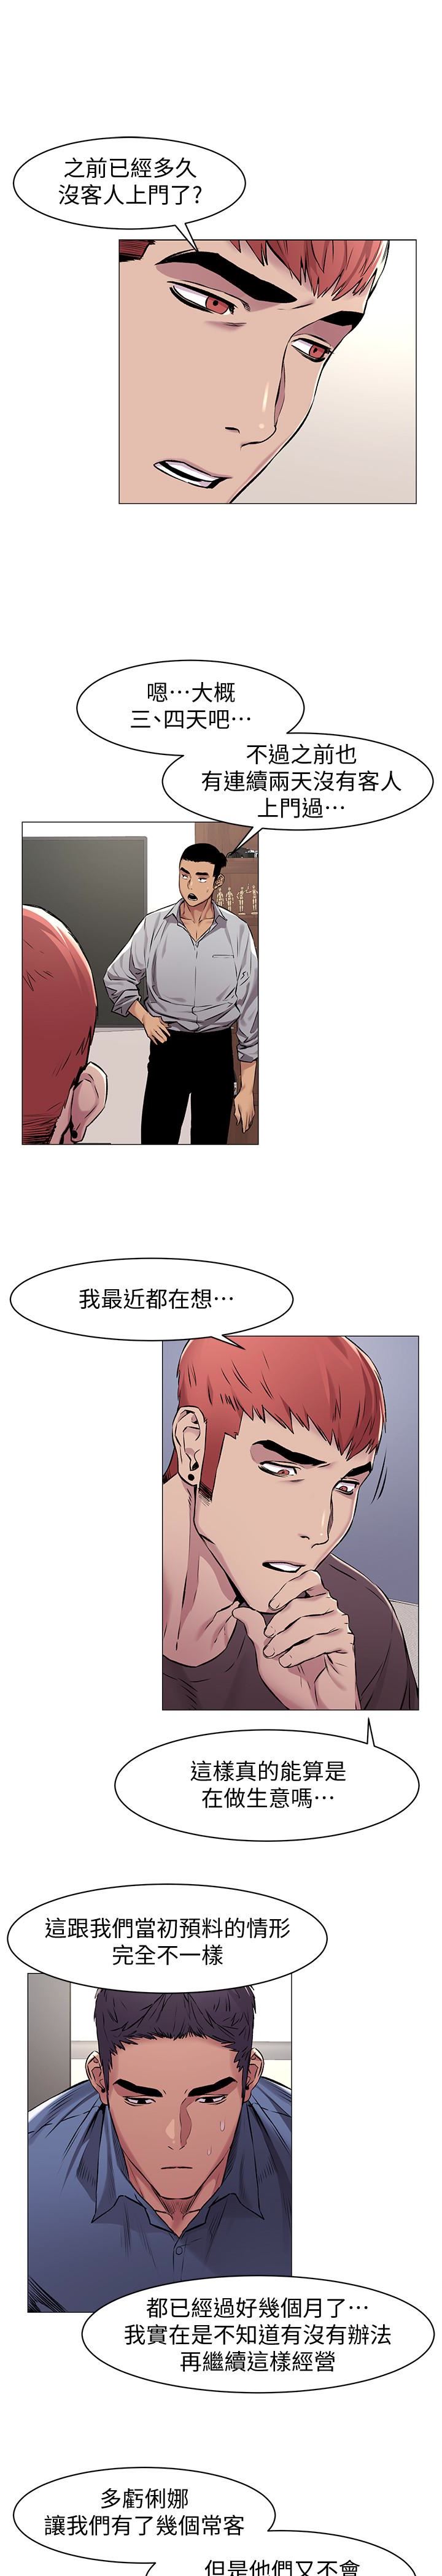 之前已經多久
沒客人上門了?
嗯⋯大概
三、四天吧⋯
不過之前也
有連續兩天沒有客人
上門過⋯
我最近都在想⋯
這樣真的能算是
在做生意嗎⋯
這跟我們當初預料的情形
完全不一樣
都已經過好幾個月了⋯
我實在是不知道有沒有辦法
再繼續這樣經營
多虧俐娜
讓我們有了幾個常客
但是他們又不會